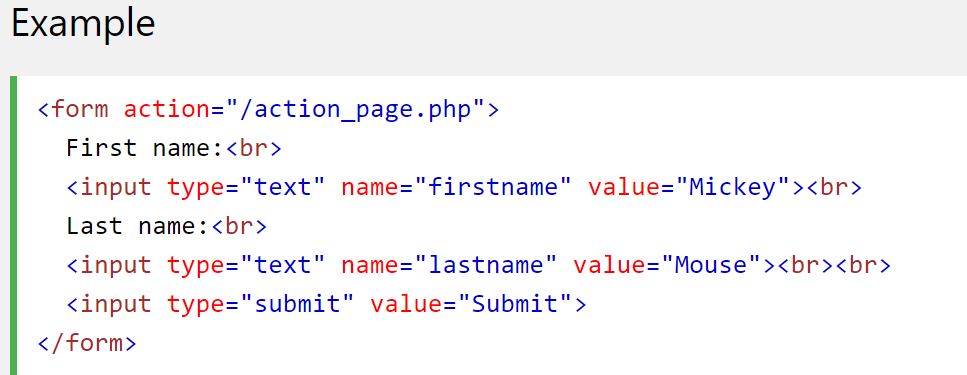 Example
<form action="/action_page.php">
First name:<br>
<input type="text" name="firstname" value="Mickey"><br>
Last name:<br>
<input type="text" name="lastname" value="Mouse"><br><br>
<input type="submit" value="Submit">
</form>